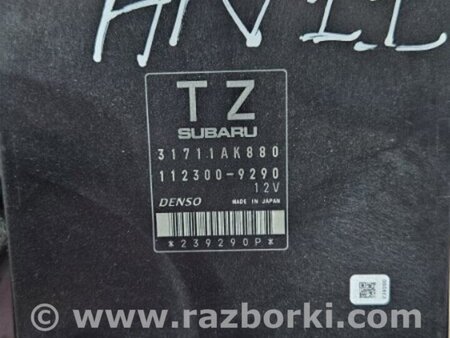 TZ
SUBARU
31711AK880
112300-9290
12V
DENSO MADE IN JAPAN
*239290P*
© www.razborki.com